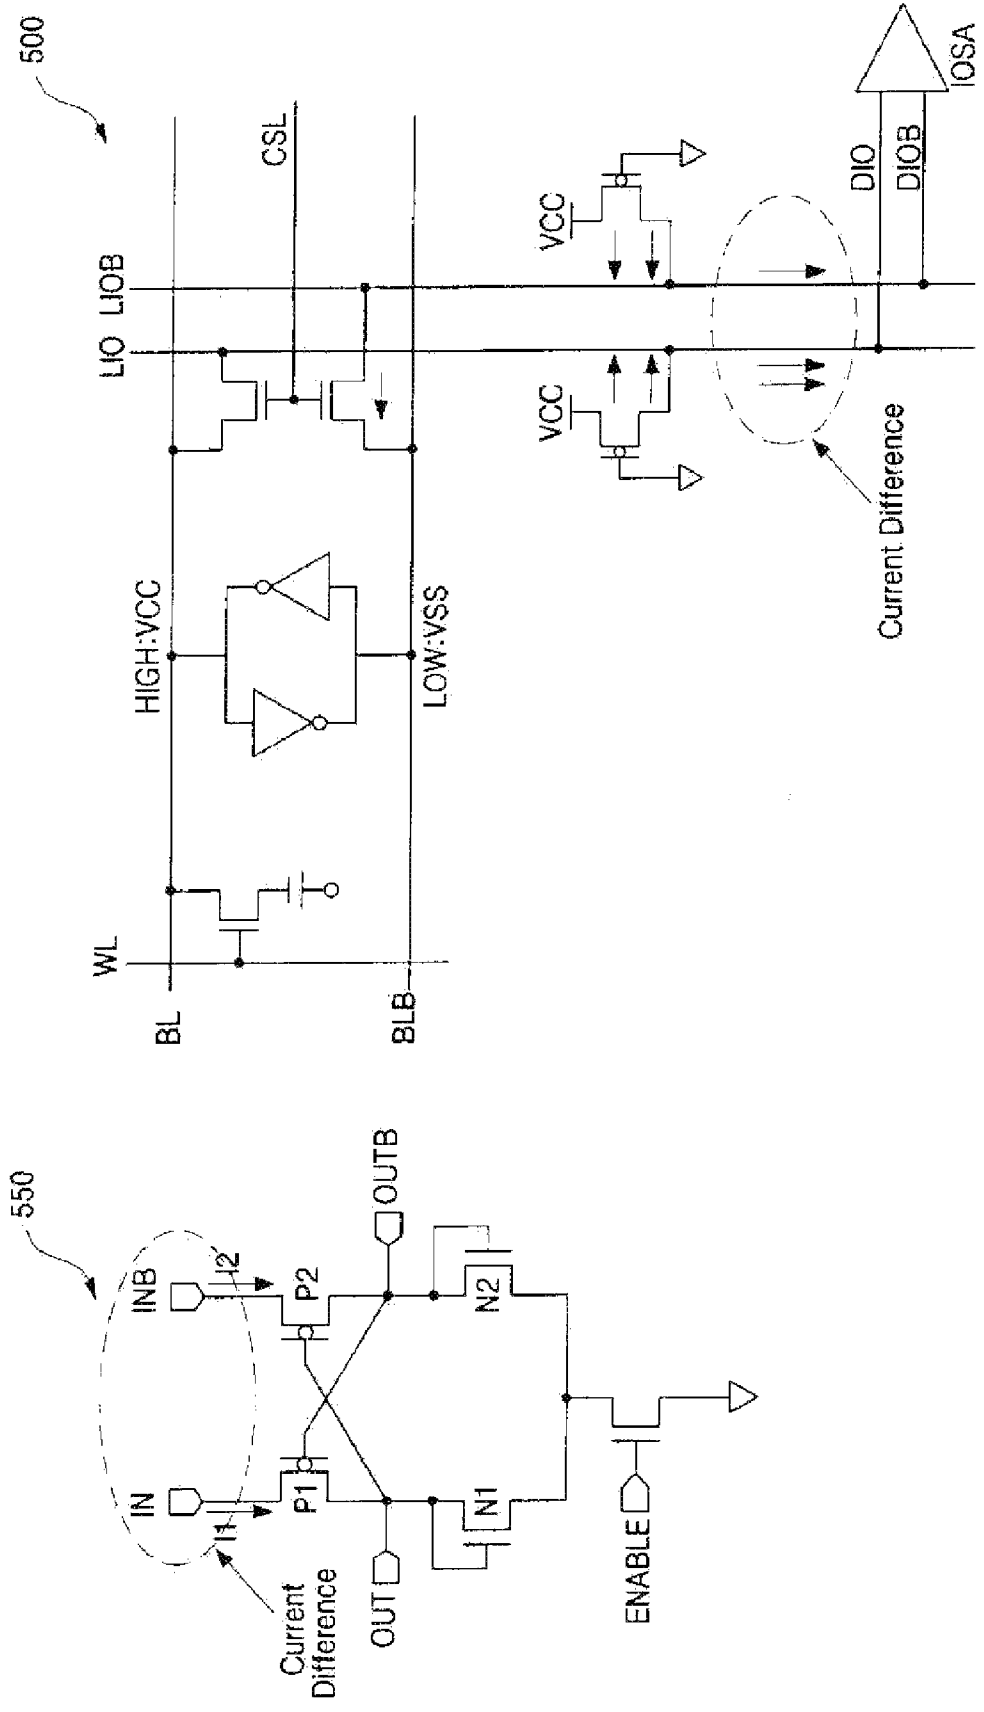 500
LIO
LIOB
CSL
WL
BL
BLB
HIGH:VCC
LOW:VSS
VCC
VCC
DIO
DIOB
IOSA
Current Difference
550
IN
INB
I1
I2
P1
P2
OUT
OUTB
N1
N2
ENABLE
Current
Difference